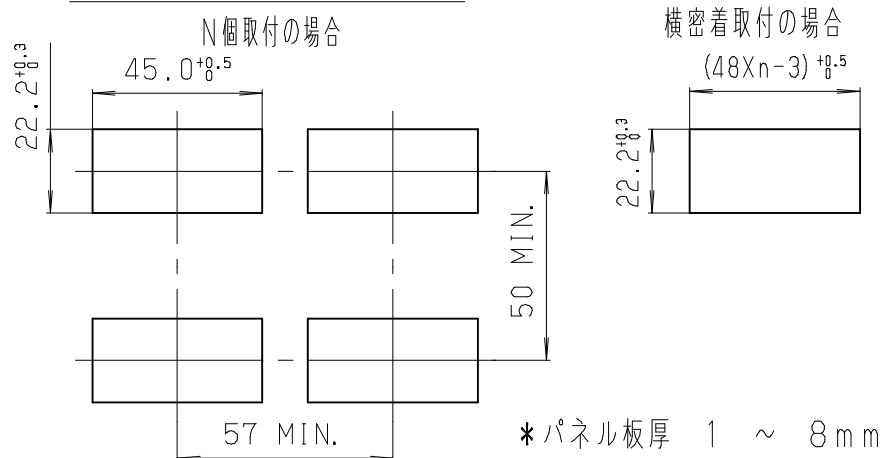 N個取付の場合
45.0+0.5 0
22.2+0.3 0
50 MIN.
57 MIN.
横密着取付の場合
(48Xn-3)+0.5 0
22.2+0.3 0
*パネル板厚 1 ~ 8mm